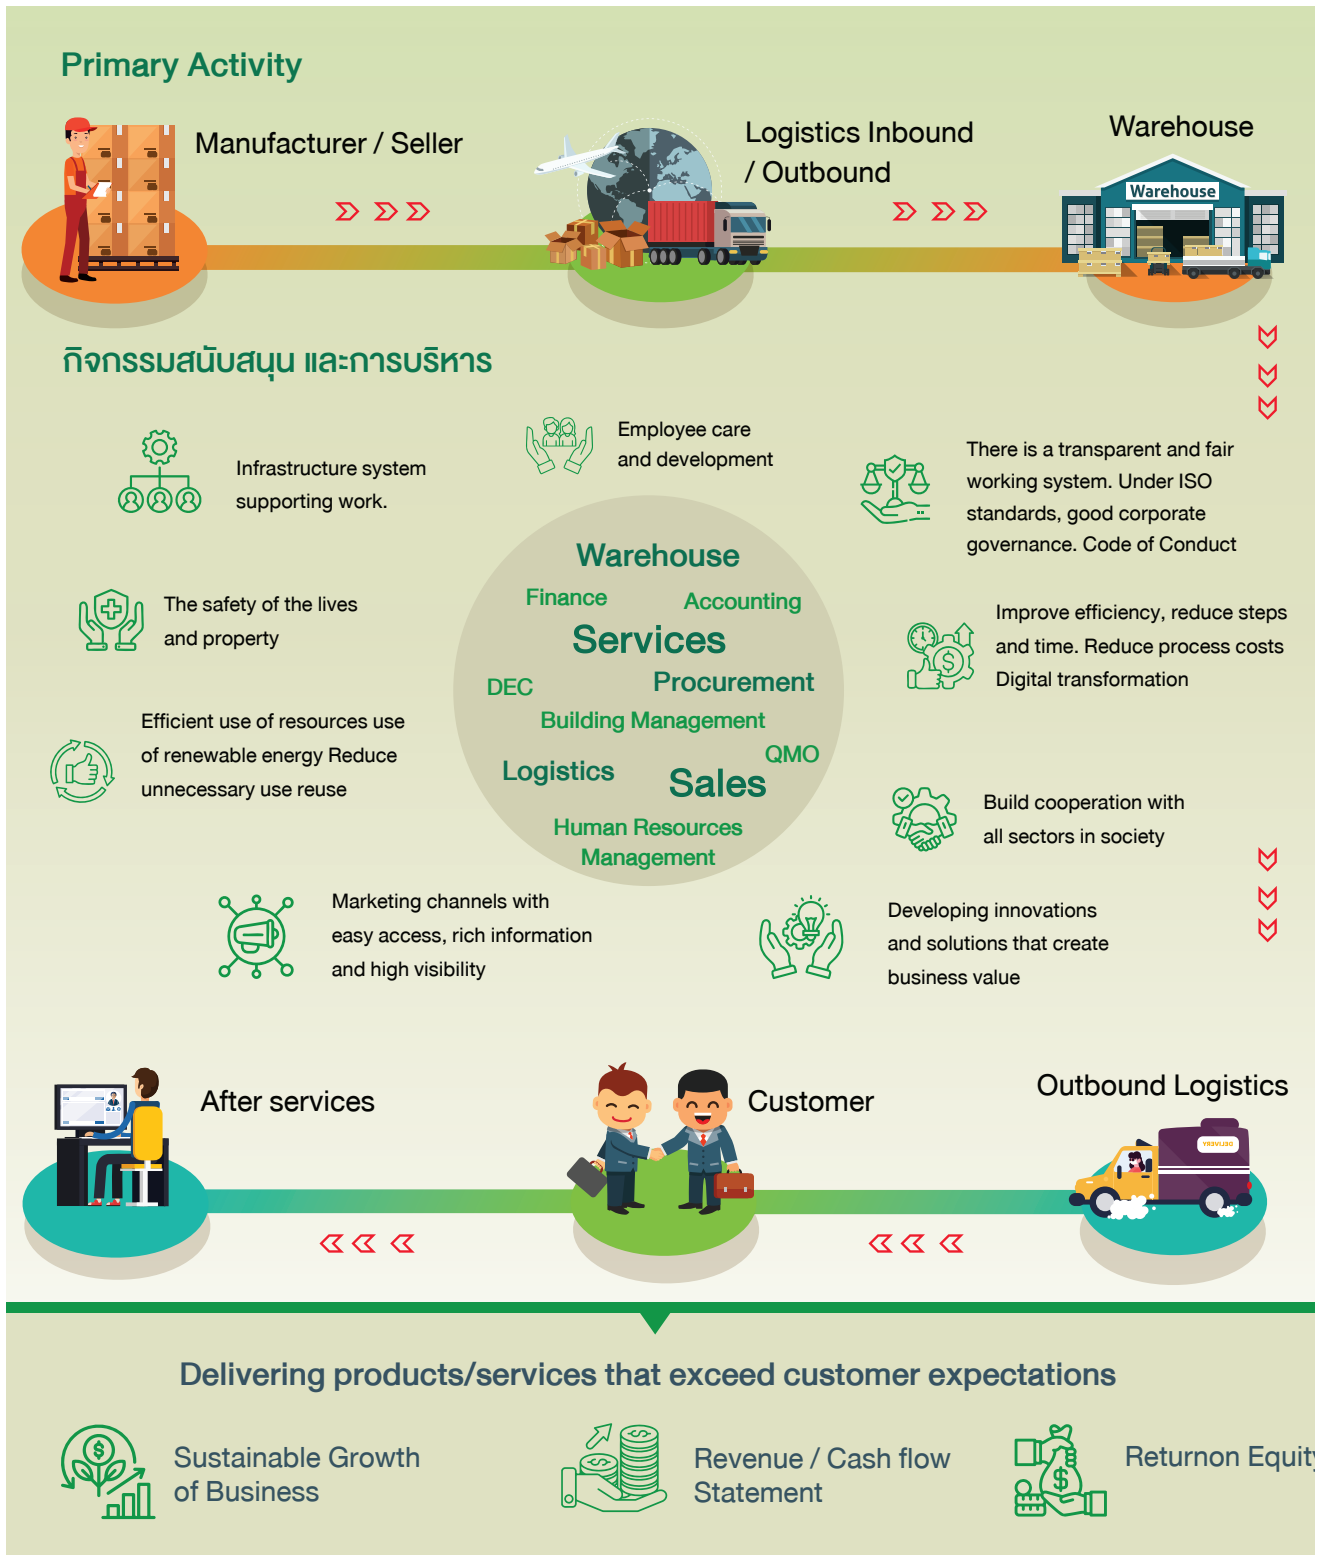 Primary Activity
Manufacturer / Seller
Logistics Inbound
/ Outbound
Warehouse
Warehouse
กิจกรรมสนับสนุน และการบริหาร
Infrastructure system
supporting work.
Employee care
and development
There is a transparent and fair
working system. Under ISO
standards, good corporate
governance. Code of Conduct
The safety of the lives
and property
Improve efficiency, reduce steps
and time. Reduce process costs
Digital transformation
Efficient use of resources use
of renewable energy Reduce
unnecessary use reuse
Warehouse
Finance
Accounting
Services
DEC
Procurement
Building Management
QMO
Logistics
Sales
Human Resources
Management
Build cooperation with
all sectors in society
Marketing channels with
easy access, rich information
and high visibility
Developing innovations
and solutions that create
business value
After services
Customer
Outbound Logistics
DELIVERY
Delivering products/services that exceed customer expectations
Sustainable Growth
of Business
Revenue / Cash flow
Statement
Returnon Equity